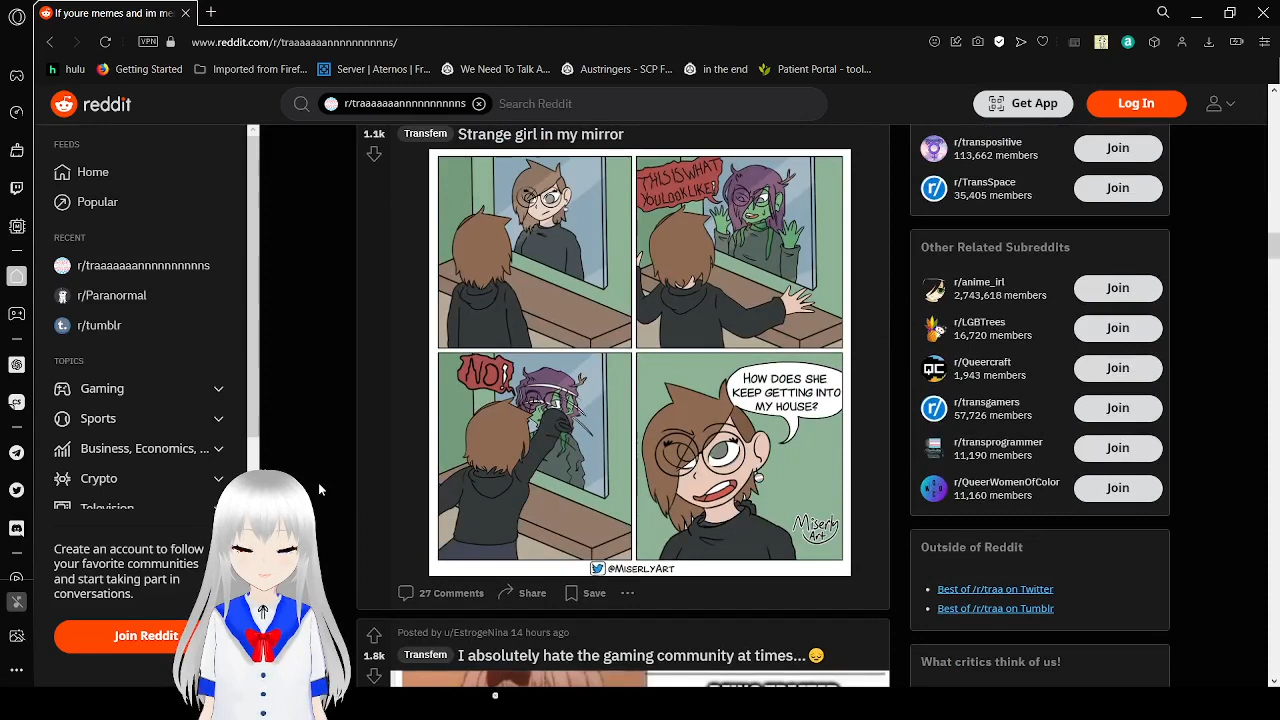 If youre memes and im me
www.reddit.com/r/traaaaaaannnnnnnnnns/
VPN
hulu
Getting Started
Imported from Firef...
Server | Aternos | Fr...
We Need To Talk A...
Austringers - SCP F...
in the end
Patient Portal - tool...
reddit
r/traaaaaaannnnnnnnnns
Search Reddit
Get App
Log In
FEEDS
Home
Popular
RECENT
r/traaaaaaannnnnnnnnns
r/Paranormal
r/tumblr
TOPICS
Gaming
Sports
Business, Economics, ...
Crypto
Television
Create an account to follow
your favorite communities
and start taking part in
conversations.
Join Reddit
1.1k
Transfem Strange girl in my mirror
THIS IS WHAT
YOU LOOK LIKE!
NO!
HOW DOES SHE
KEEP GETTING INTO
MY HOUSE?
Miserly
Art
@MISERLYART
27 Comments
Share
Save
Posted by u/EstrogeNina 14 hours ago
1.8k
Transfem I absolutely hate the gaming community at times...😔
r/transpositive
113,662 members
Join
r/TransSpace
35,405 members
Join
Other Related Subreddits
r/anime_irl
2,743,618 members
Join
r/LGBTrees
16,720 members
Join
r/Queercraft
1,943 members
Join
r/transgamers
57,726 members
Join
r/transprogrammer
11,190 members
Join
r/QueerWomenOfColor
11,160 members
Join
Outside of Reddit
Best of /r/traa on Twitter
Best of /r/traa on Tumblr
What critics think of us!